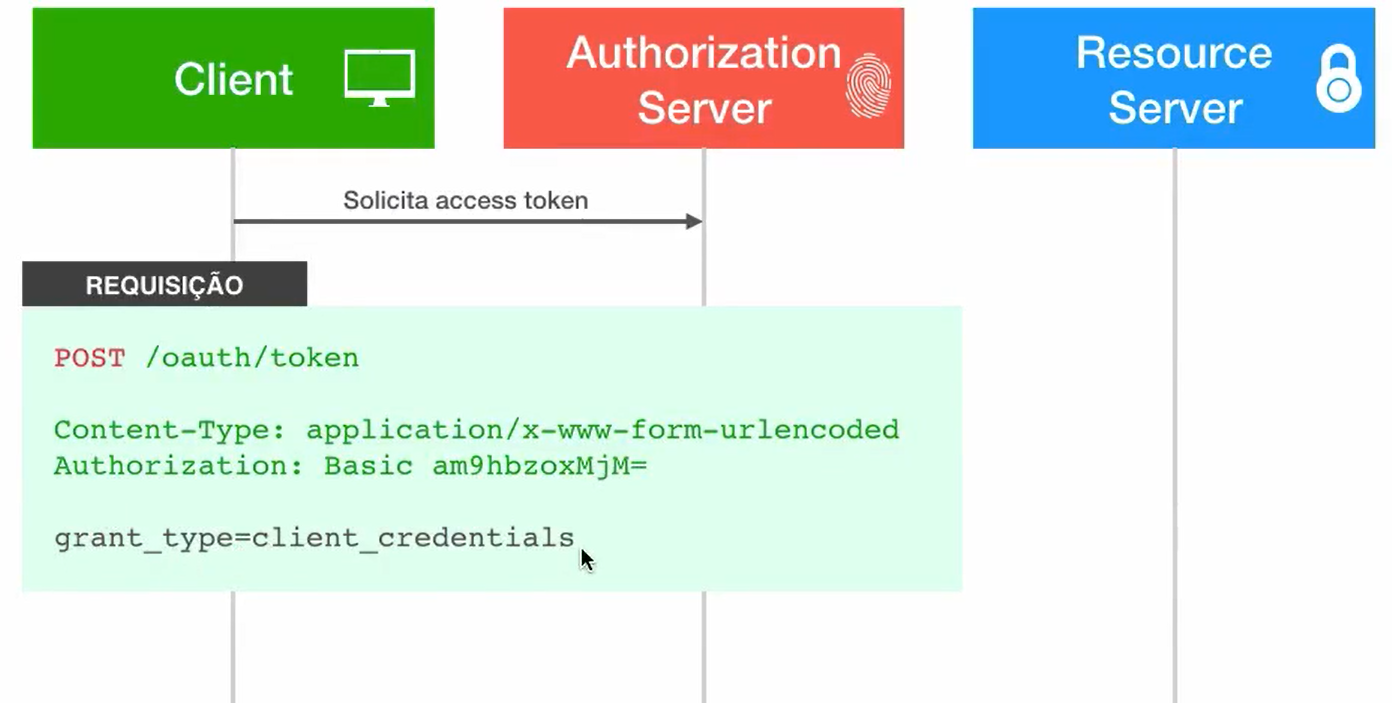 Client
Authorization
Server
Resource
Server
Solicita access token
REQUISIÇÃO
POST /oauth/token
Content-Type: application/x-www-form-urlencoded
Authorization: Basic am9hbzoxMjM=
grant_type=client_credentials